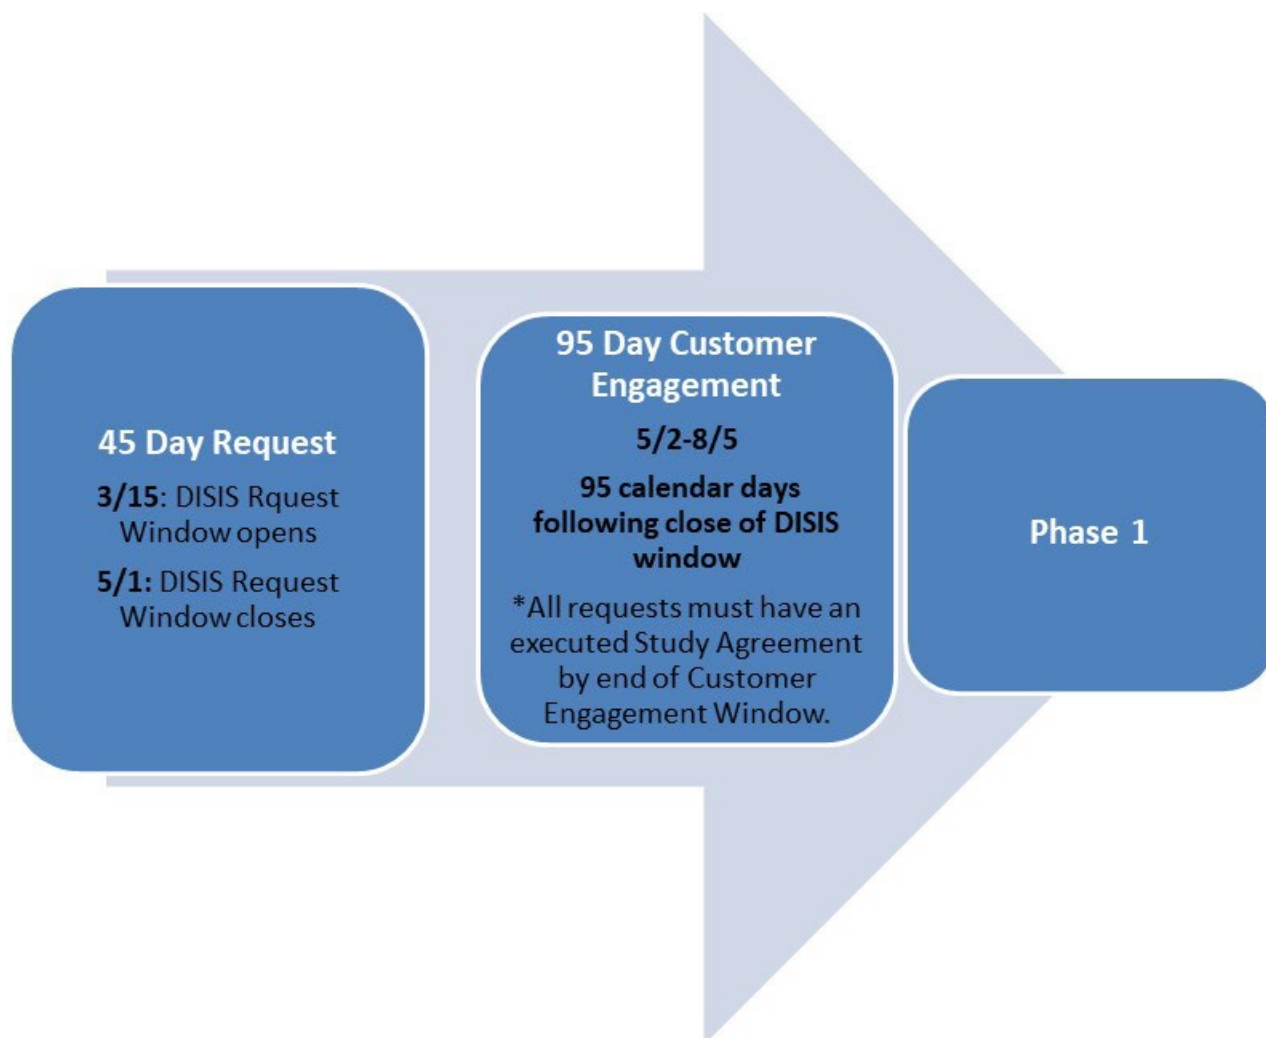 45 Day Request
3/15: DISIS Rquest
Window opens
5/1: DISIS Request
Window closes
95 Day Customer
Engagement
5/2-8/5
95 calendar days
following close of DISIS
window
*All requests must have an
executed Study Agreement
by end of Customer
Engagement Window.
Phase 1